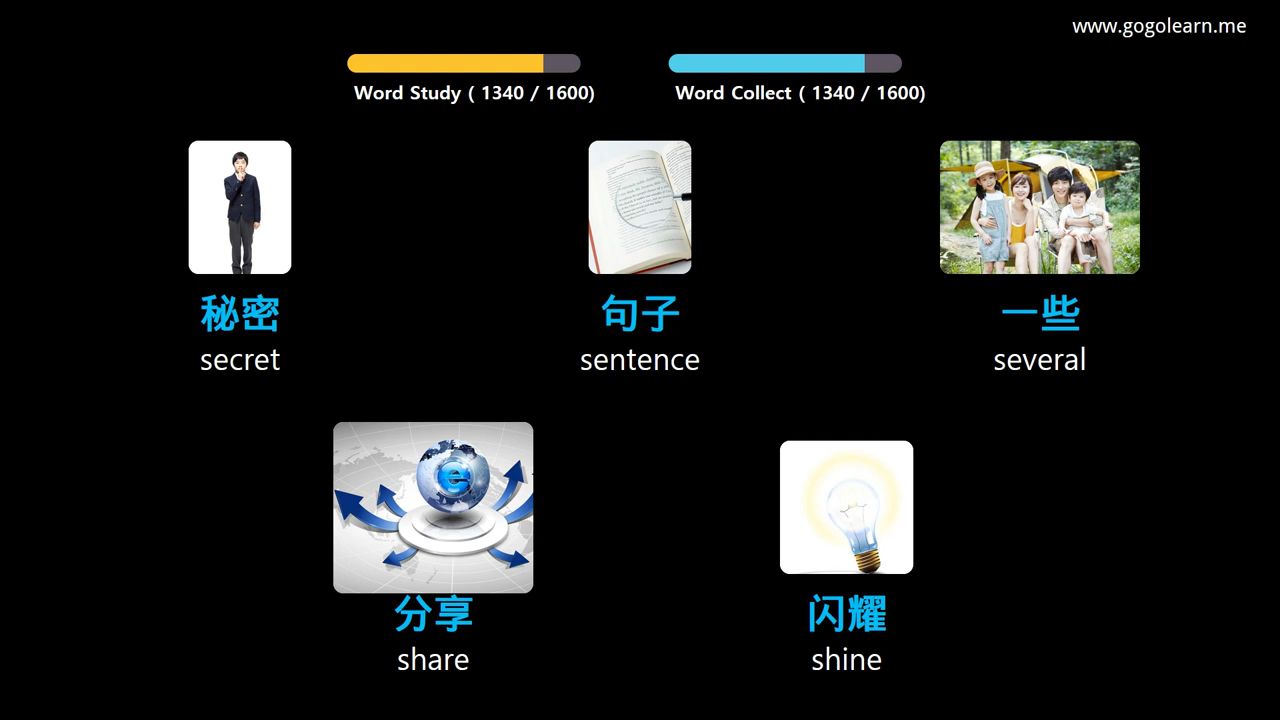 www.gogolearn.me
Word Study ( 1340 / 1600)
Word Collect ( 1340 / 1600)
秘密
secret
句子
sentence
一些
several
分享
share
闪耀
shine